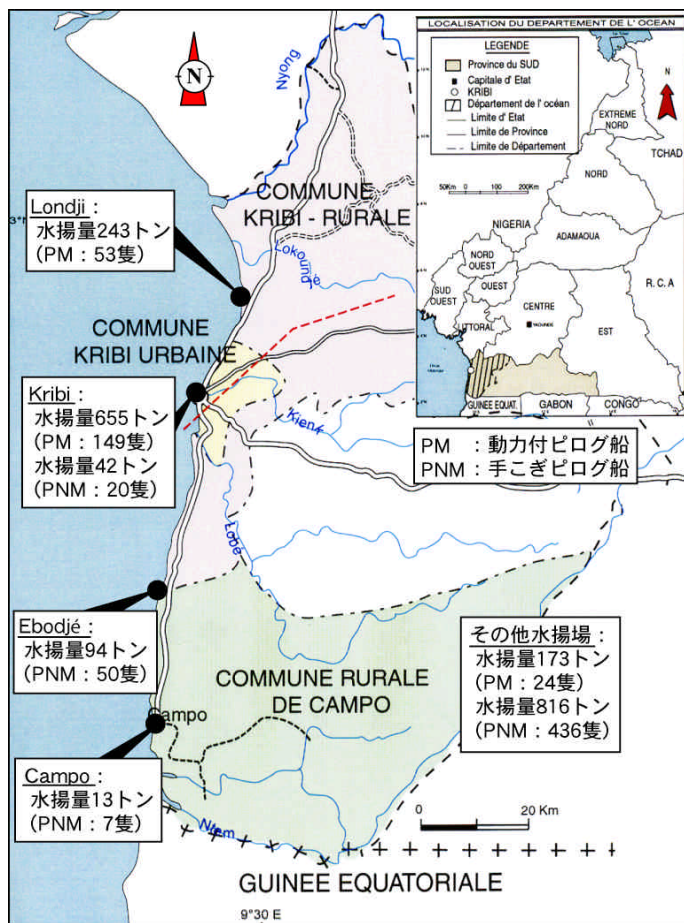 LOCALISATION DU DEPARTEMENT DE L' OCEAN
LEGENDE
Province du SUD
Capitale d' Etat
KRIBI
Département de l' océan
Limite d' Etat
Limite de Province
Limite de Département
50Km 0 100 200Km
N
EXTREME
NORD
TCHAD
NORD
NIGERIA
ADAMAOUA
NORD
OUEST
OUEST
SUD
OUEST
R.C.A
CENTRE
LITTORAL
YAOUNDE
EST
GUINEE EQUAT.
GABON
CONGO
N
Nyong
COMMUNE
KRIBI - RURALE
Londji :
水揚量243トン
(PM : 53隻)
Lokoundje
COMMUNE
KRIBI URBAINE
Kribi :
水揚量655トン
(PM : 149隻)
水揚量42トン
(PNM : 20隻)
Kienk
PM : 動力付ピログ船
PNM : 手こぎピログ船
Lobe
Ebodjé :
水揚量94トン
(PNM : 50隻)
COMMUNE RURALE
DE CAMPO
その他水揚場 :
水揚量173トン
(PM : 24隻)
水揚量816トン
(PNM : 436隻)
Campo
Campo :
水揚量13トン
(PNM : 7隻)
0 20 Km
Ntem
GUINEE EQUATORIALE
9°30 E